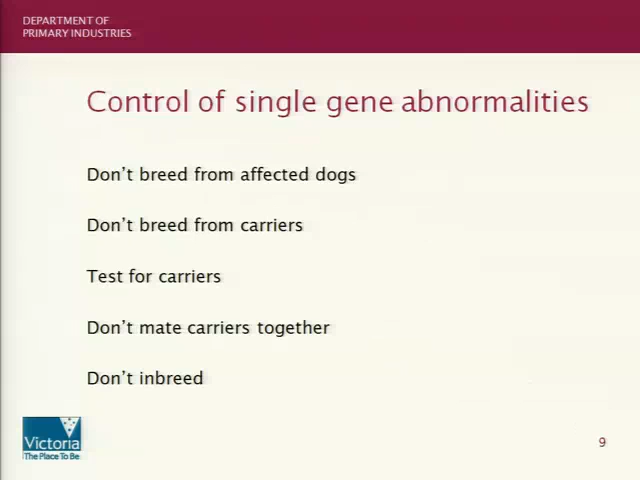 DEPARTMENT OF
PRIMARY INDUSTRIES
Control of single gene abnormalities
Don't breed from affected dogs
Don't breed from carriers
Test for carriers
Don't mate carriers together
Don't inbreed
Victoria
The Place To Be
9